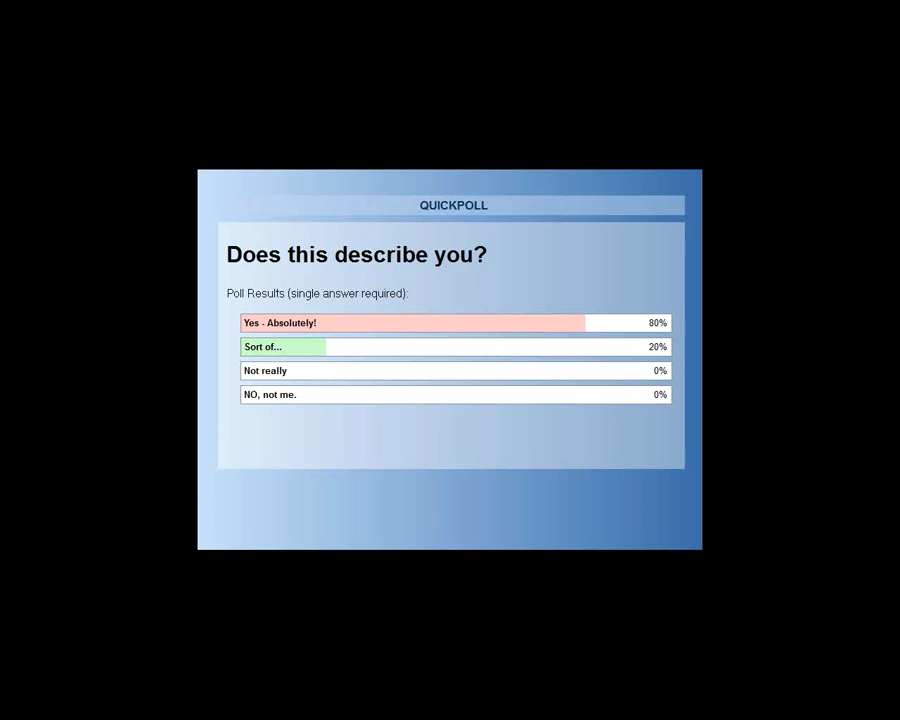 QUICKPOLL
Does this describe you?
Poll Results (single answer required):
Yes - Absolutely! 80%
Sort of... 20%
Not really 0%
NO, not me. 0%